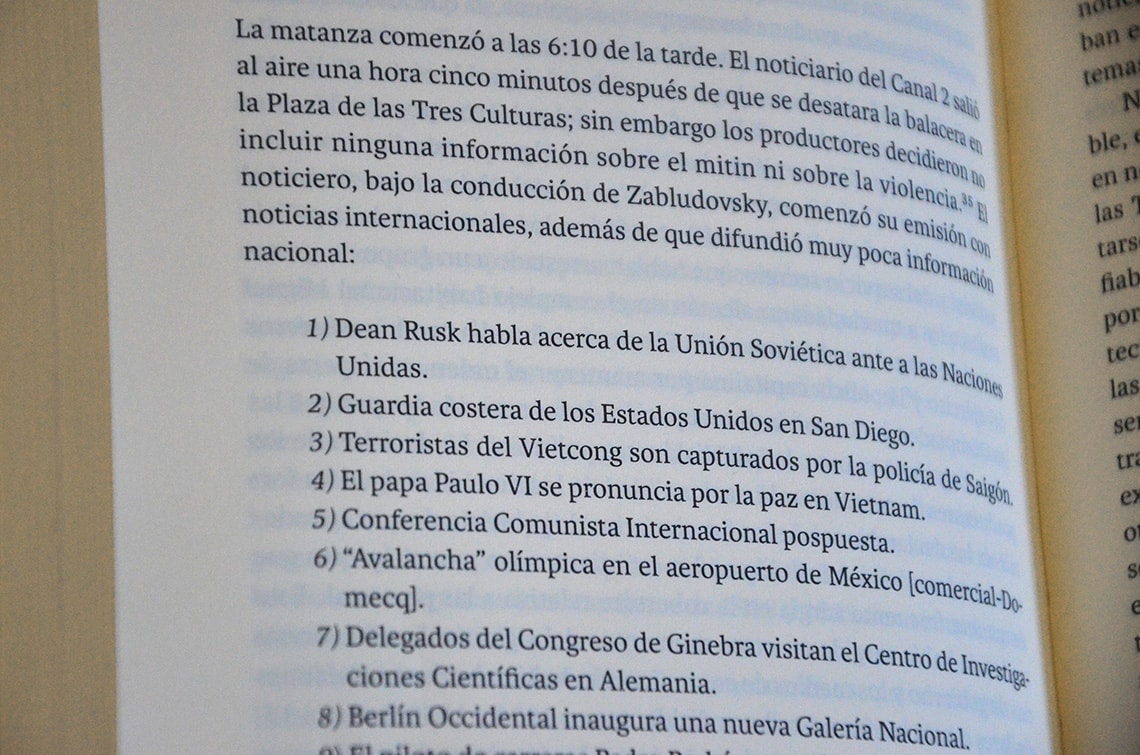 La matanza comenzó a las 6:10 de la tarde. El noticiario del Canal 2 salió
al aire una hora cinco minutos después de que se desatara la balacera en
la Plaza de las Tres Culturas; sin embargo los productores decidieron no
incluir ninguna información sobre el mitin ni sobre la violencia.³⁵ El
noticiero, bajo la conducción de Zabludovsky, comenzó su emisión con
noticias internacionales, además de que difundió muy poca información
nacional:
1) Dean Rusk habla acerca de la Unión Soviética ante a las Naciones
Unidas.
2) Guardia costera de los Estados Unidos en San Diego.
3) Terroristas del Vietcong son capturados por la policía de Saigón.
4) El papa Paulo VI se pronuncia por la paz en Vietnam.
5) Conferencia Comunista Internacional pospuesta.
6) “Avalancha” olímpica en el aeropuerto de México [comercial-Do-
mecq].
7) Delegados del Congreso de Ginebra visitan el Centro de Investiga-
ciones Científicas en Alemania.
8) Berlín Occidental inaugura una nueva Galería Nacional.
9) El piloto de carreras Pedro
ban e
tema
N
ble,
en n
las T
tars
fiab
por
tec
las
se
tra
ex